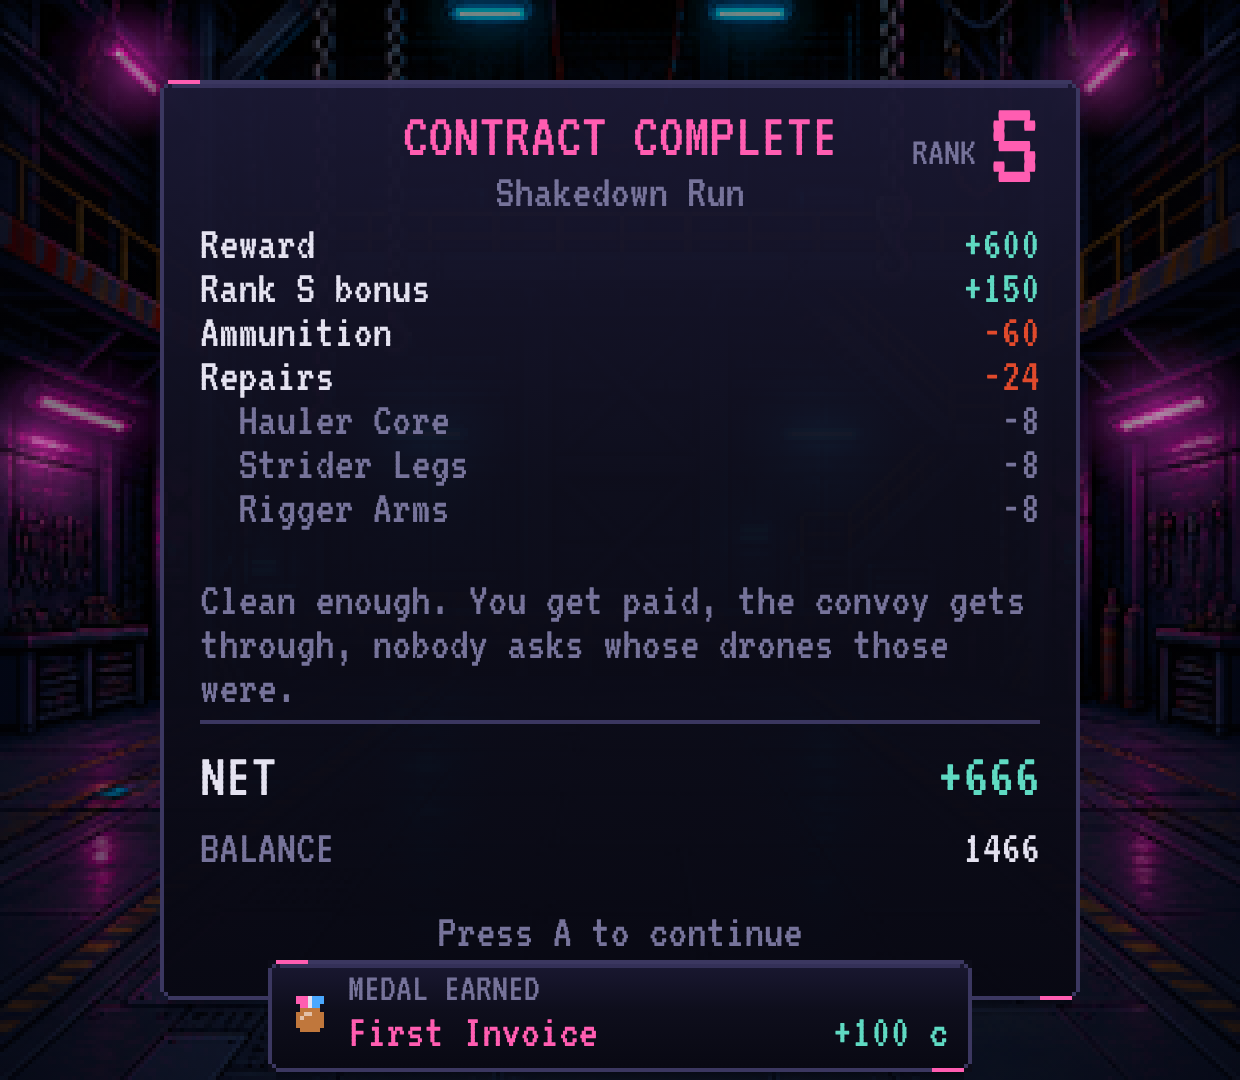 CONTRACT COMPLETE
RANK S
Shakedown Run
Reward +600
Rank S bonus +150
Ammunition -60
Repairs -24
Hauler Core -8
Strider Legs -8
Rigger Arms -8
Clean enough. You get paid, the convoy gets
through, nobody asks whose drones those
were.
NET +666
BALANCE 1466
Press A to continue
MEDAL EARNED
First Invoice +100 c